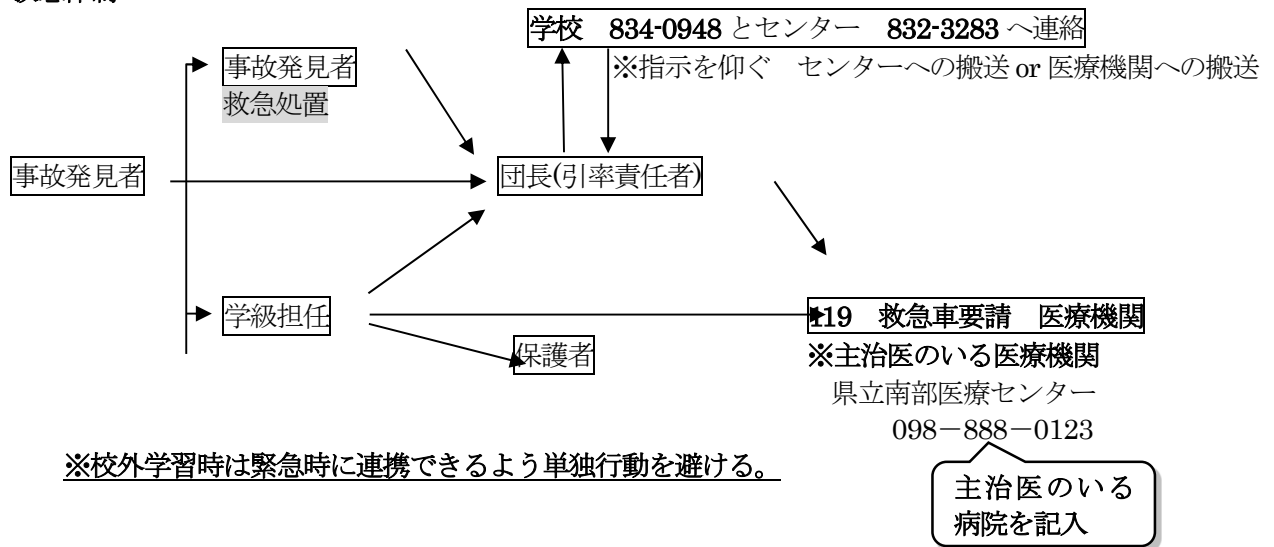 学校　834-0948 とセンター　832-3283 へ連絡
※指示を仰ぐ　センターへの搬送 or 医療機関への搬送
事故発見者
救急処置
事故発見者
団長(引率責任者)
学級担任
119　救急車要請　医療機関
保護者
※主治医のいる医療機関
県立南部医療センター
098－888－0123
※校外学習時は緊急時に連携できるよう単独行動を避ける。
主治医のいる
病院を記入